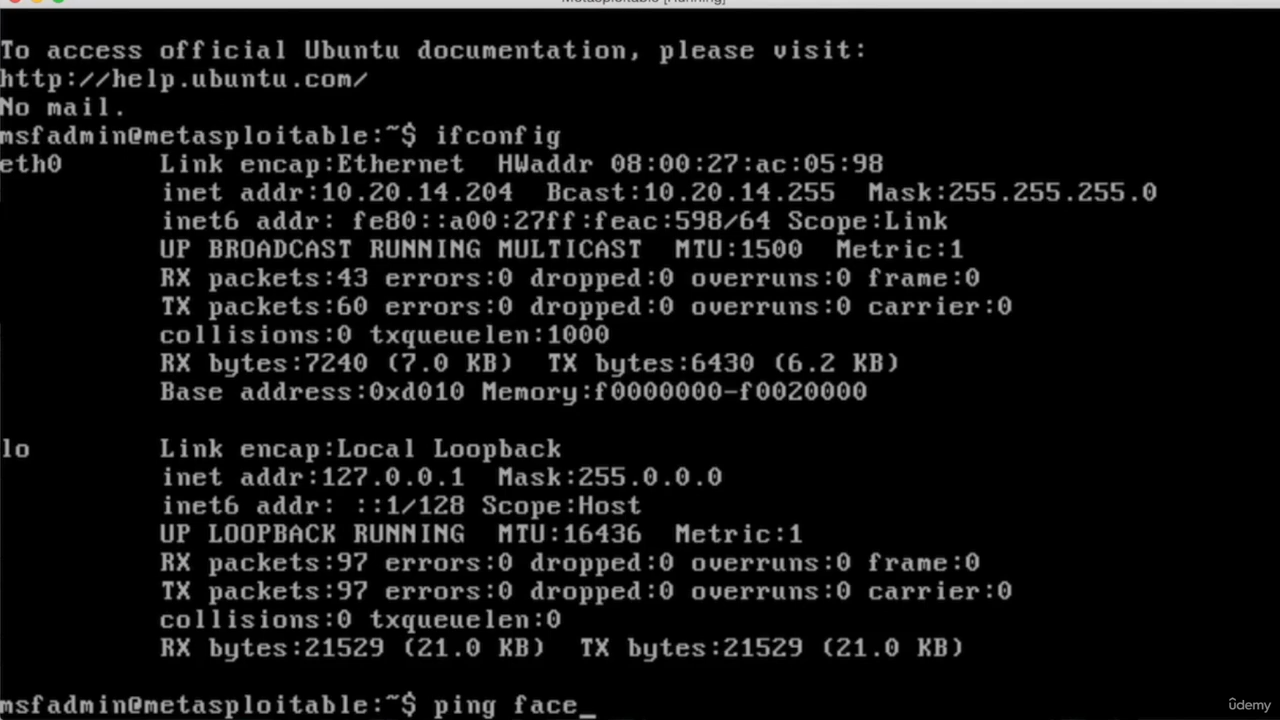 Metasploitable [Running]
To access official Ubuntu documentation, please visit:
http://help.ubuntu.com/
No mail.
msfadmin@metasploitable:~$ ifconfig
eth0      Link encap:Ethernet  HWaddr 08:00:27:ac:05:98
          inet addr:10.20.14.204  Bcast:10.20.14.255  Mask:255.255.255.0
          inet6 addr: fe80::a00:27ff:feac:598/64 Scope:Link
          UP BROADCAST RUNNING MULTICAST  MTU:1500  Metric:1
          RX packets:43 errors:0 dropped:0 overruns:0 frame:0
          TX packets:60 errors:0 dropped:0 overruns:0 carrier:0
          collisions:0 txqueuelen:1000
          RX bytes:7240 (7.0 KB)  TX bytes:6430 (6.2 KB)
          Base address:0xd010 Memory:f0000000-f0020000
lo        Link encap:Local Loopback
          inet addr:127.0.0.1  Mask:255.0.0.0
          inet6 addr: ::1/128 Scope:Host
          UP LOOPBACK RUNNING  MTU:16436  Metric:1
          RX packets:97 errors:0 dropped:0 overruns:0 frame:0
          TX packets:97 errors:0 dropped:0 overruns:0 carrier:0
          collisions:0 txqueuelen:0
          RX bytes:21529 (21.0 KB)  TX bytes:21529 (21.0 KB)
msfadmin@metasploitable:~$ ping face_
ûdemy